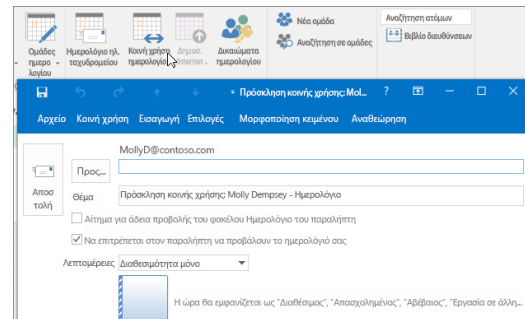 Ομάδες ημερο λογίου
Ημερολόγιο ηλ. ταχυδρομείου
Κοινή χρήση ημερολογίου
Δημοσ. Internet
Δικαιώματα ημερολογίου
Νέα ομάδα
Αναζήτηση σε ομάδες
Αναζήτηση ατόμων
Βιβλίο διευθύνσεων
Πρόσκληση κοινής χρήσης: Mol... ?
Αρχείο Κοινή χρήση Εισαγωγή Επιλογές Μορφοποίηση κειμένου Αναθεώρηση
MollyD@contoso.com
Αποσ τολή
Προς...
Θέμα Πρόσκληση κοινής χρήσης: Molly Dempsey - Ημερολόγιο
Αίτημα για άδεια προβολής του φακέλου Ημερολόγιο του παραλήπτη
Να επιτρέπεται στον παραλήπτη να προβάλουν το ημερολόγιό σας
Λεπτομέρειες Διαθεσιμότητα μόνο
Η ώρα θα εμφανίζεται ως "Διαθέσιμος", "Απασχολημένος", "Αβέβαιος", "Εργασία σε άλλη...